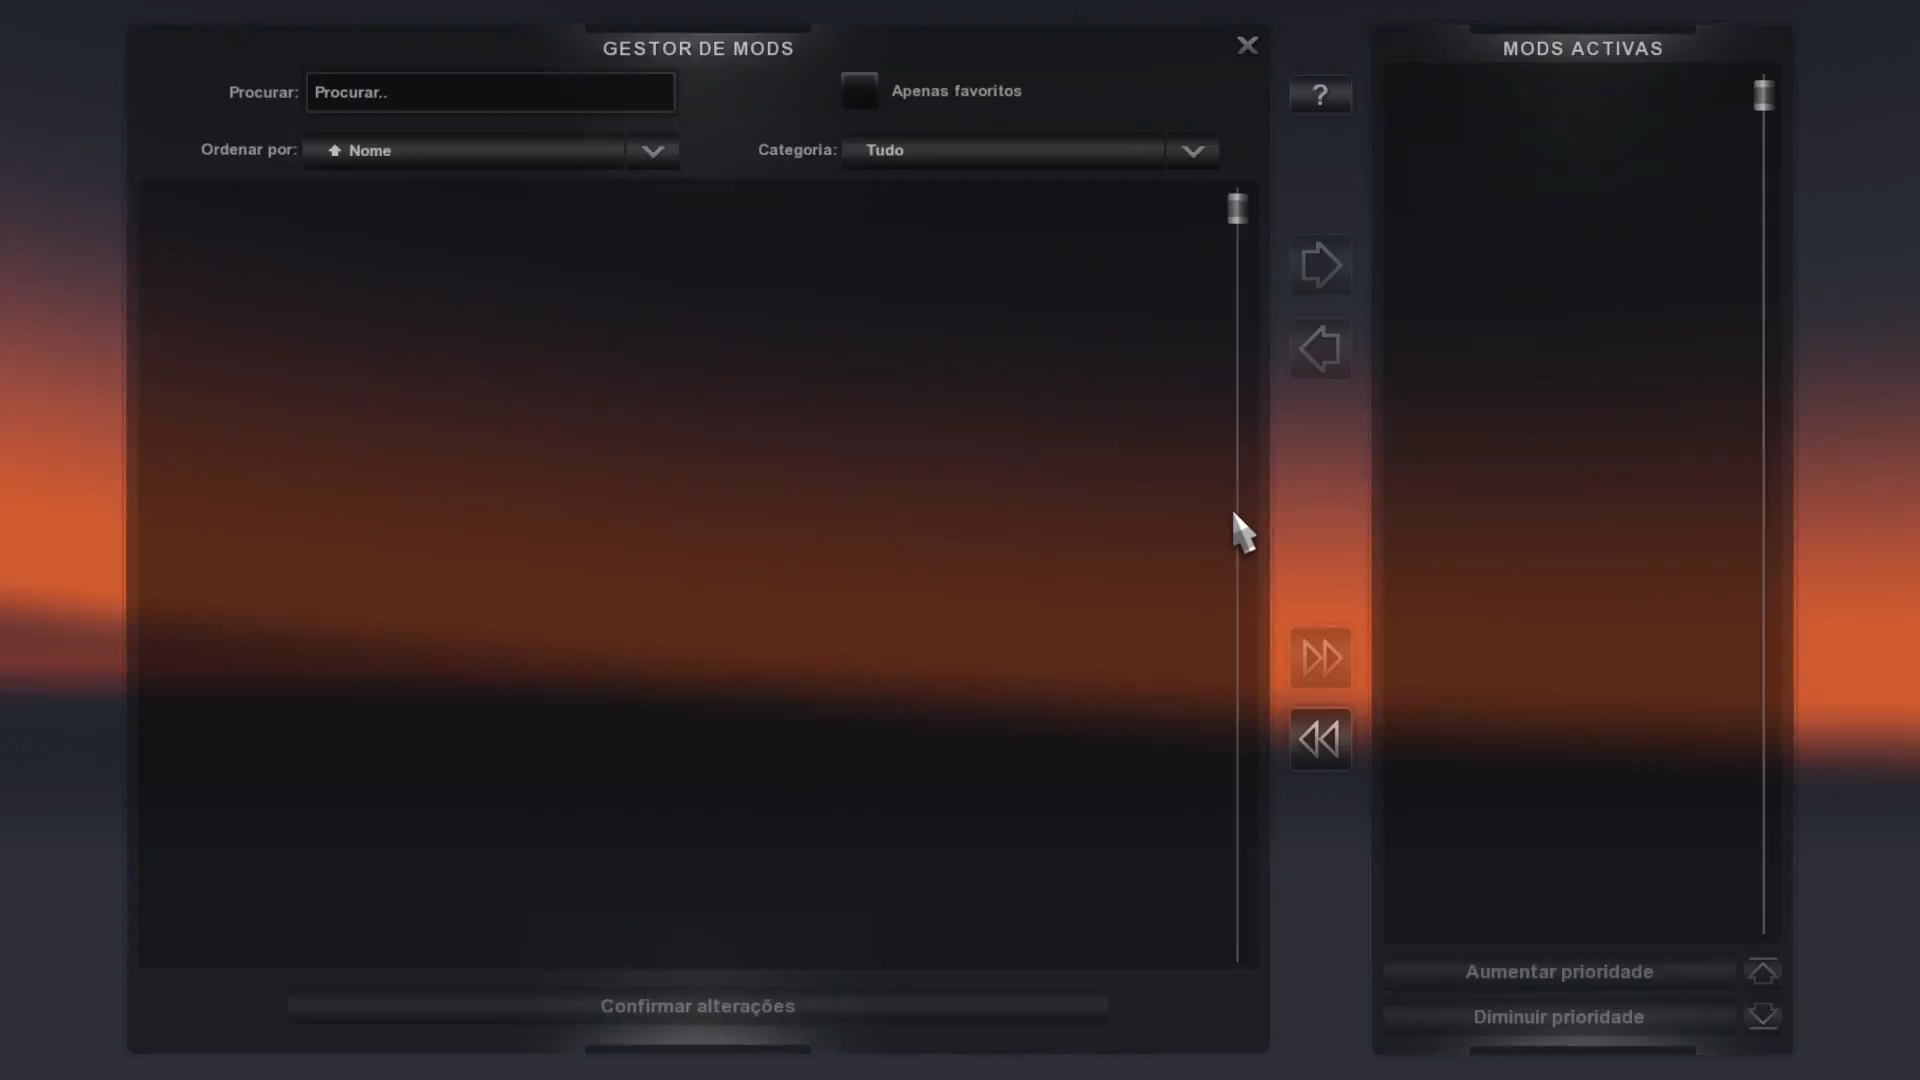 GESTOR DE MODS
Procurar: Procurar..
Apenas favoritos
Ordenar por: Nome
Categoria: Tudo
Confirmar alterações
?
MODS ACTIVAS
Aumentar prioridade
Diminuir prioridade